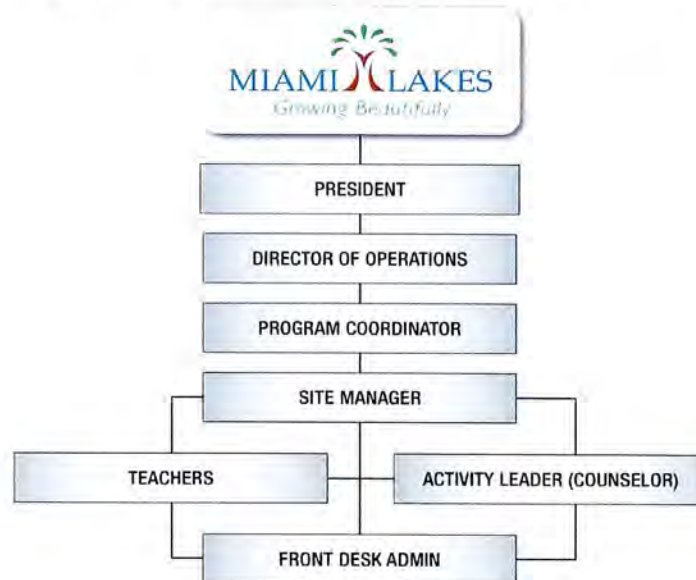 MIAMI LAKES
Growing Beautifully
PRESIDENT
DIRECTOR OF OPERATIONS
PROGRAM COORDINATOR
SITE MANAGER
TEACHERS
ACTIVITY LEADER (COUNSELOR)
FRONT DESK ADMIN